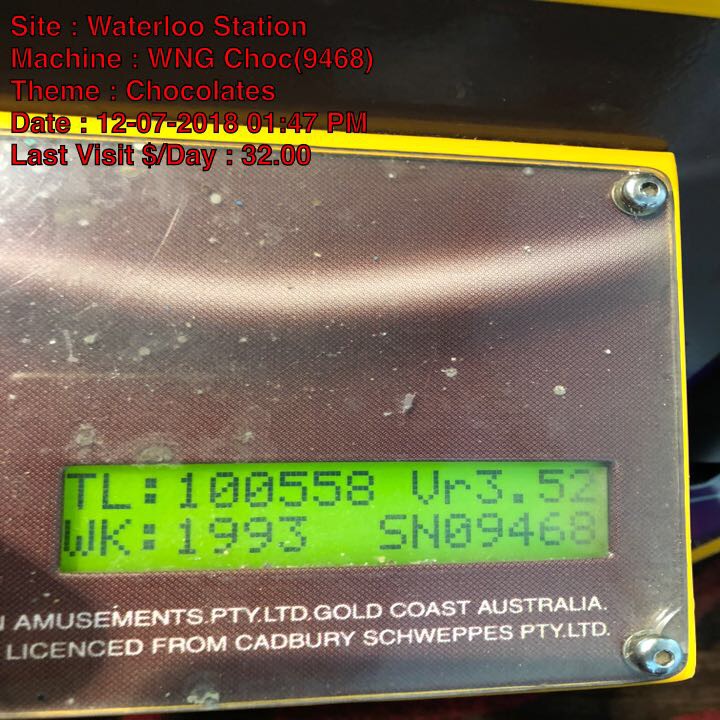 Site : Waterloo Station
Machine : WNG Choc(9468)
Theme : Chocolates
Date : 12-07-2018 01:47 PM
Last Visit $/Day : 32.00
TL:100558 Vr3.52
WK:1993 SN09468
AMUSEMENTS.PTY.LTD.GOLD COAST AUSTRALIA.
LICENCED FROM CADBURY SCHWEPPES PTY.LTD.